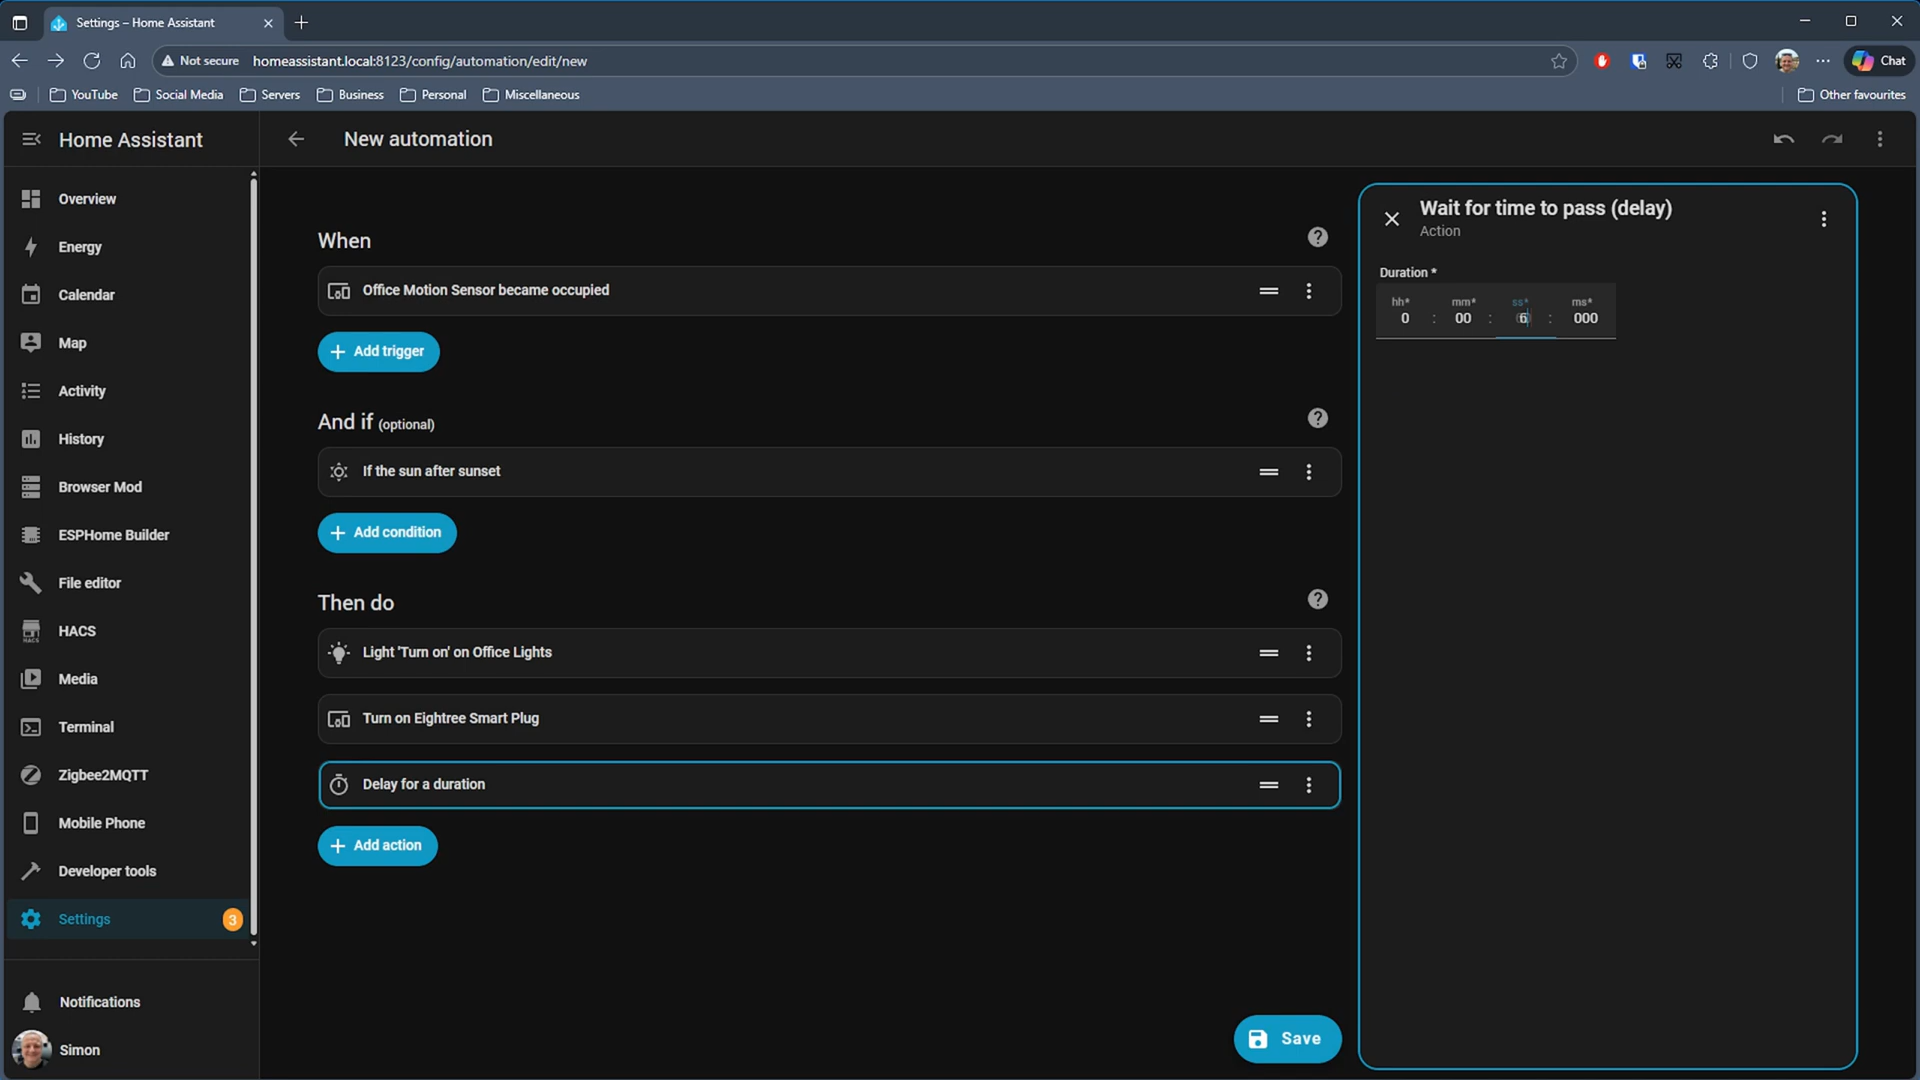 Settings – Home Assistant
Not secure
homeassistant.local:8123/config/automation/edit/new
Chat
YouTube
Social Media
Servers
Business
Personal
Miscellaneous
Other favourites
Home Assistant
New automation
Overview
Energy
Calendar
Map
Activity
History
Browser Mod
ESPHome Builder
File editor
HACS
HACS
Media
Terminal
Zigbee2MQTT
Mobile Phone
Developer tools
Settings
3
Notifications
Simon
When
Office Motion Sensor became occupied
Add trigger
And if (optional)
If the sun after sunset
Add condition
Then do
Light 'Turn on' on Office Lights
Turn on Eightree Smart Plug
Delay for a duration
Add action
Save
Wait for time to pass (delay)
Action
Duration *
hh* mm* ss* ms*
0 : 00 : 6 : 000